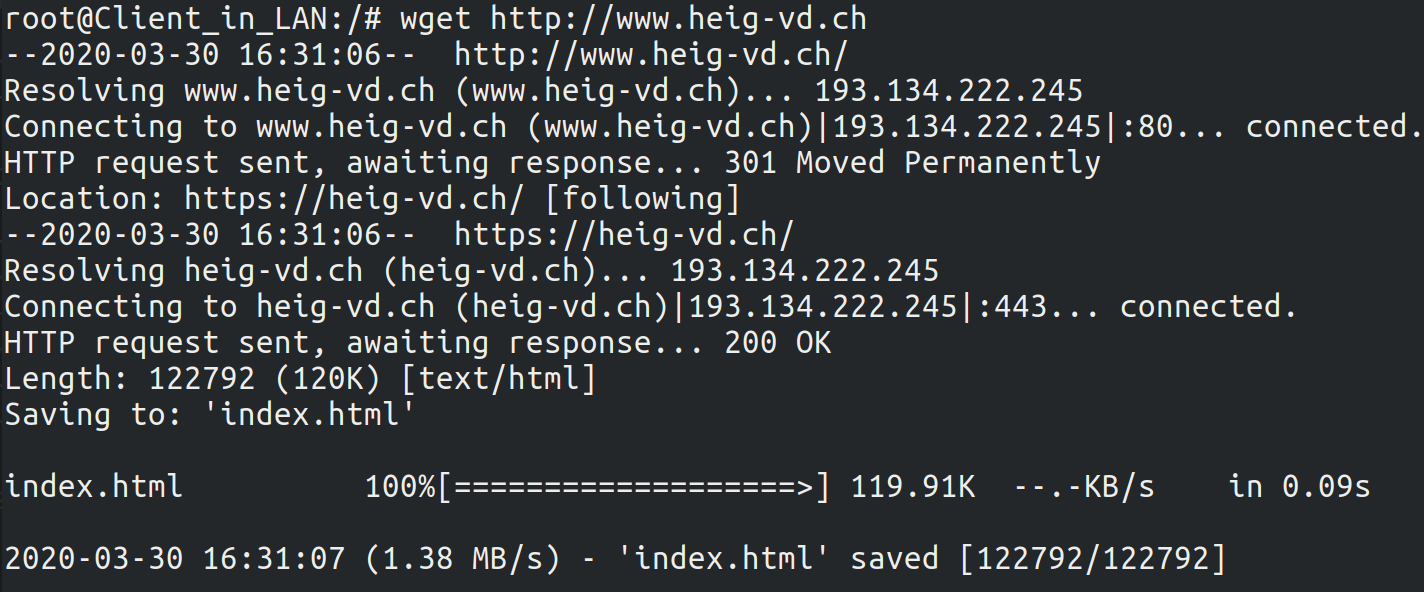 root@Client_in_LAN:/# wget http://www.heig-vd.ch
--2020-03-30 16:31:06--  http://www.heig-vd.ch/
Resolving www.heig-vd.ch (www.heig-vd.ch)... 193.134.222.245
Connecting to www.heig-vd.ch (www.heig-vd.ch)|193.134.222.245|:80... connected.
HTTP request sent, awaiting response... 301 Moved Permanently
Location: https://heig-vd.ch/ [following]
--2020-03-30 16:31:06--  https://heig-vd.ch/
Resolving heig-vd.ch (heig-vd.ch)... 193.134.222.245
Connecting to heig-vd.ch (heig-vd.ch)|193.134.222.245|:443... connected.
HTTP request sent, awaiting response... 200 OK
Length: 122792 (120K) [text/html]
Saving to: 'index.html'
index.html          100%[===================>] 119.91K  --.-KB/s    in 0.09s
2020-03-30 16:31:07 (1.38 MB/s) - 'index.html' saved [122792/122792]